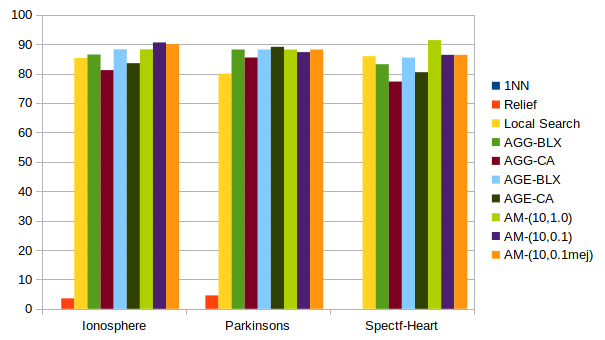 100
90
80
70
60
50
40
30
20
10
0
Ionosphere
Parkinsons
Spectf-Heart
1NN
Relief
Local Search
AGG-BLX
AGG-CA
AGE-BLX
AGE-CA
AM-(10,1.0)
AM-(10,0.1)
AM-(10,0.1mej)